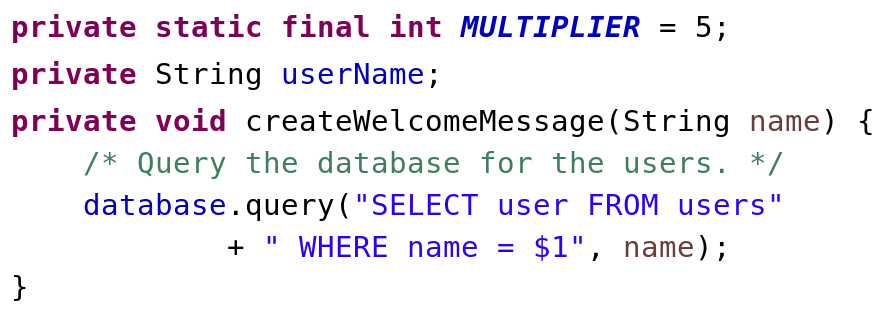 private static final int MULTIPLIER = 5;
private String userName;
private void createWelcomeMessage(String name) {
    /* Query the database for the users. */
    database.query("SELECT user FROM users"
            + " WHERE name = $1", name);
}